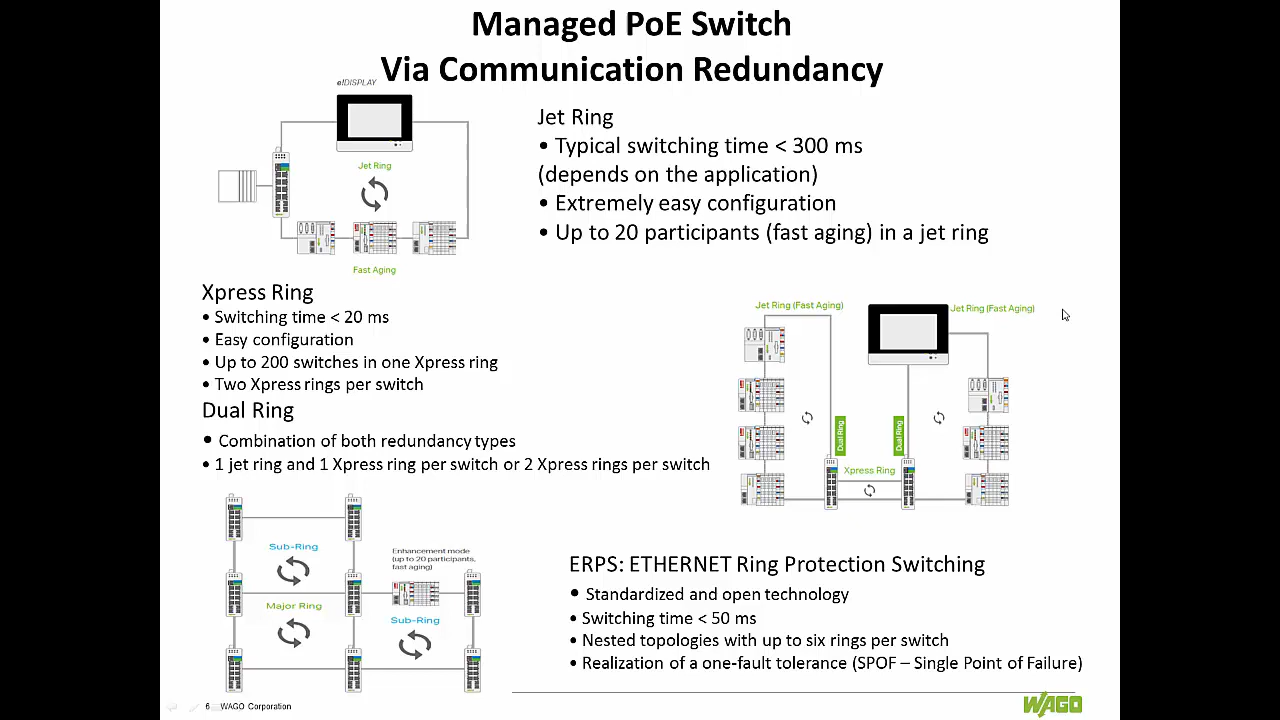 Managed PoE Switch
Via Communication Redundancy
e!DISPLAY
Jet Ring
Fast Aging
Jet Ring
• Typical switching time < 300 ms
(depends on the application)
• Extremely easy configuration
• Up to 20 participants (fast aging) in a jet ring
Xpress Ring
• Switching time < 20 ms
• Easy configuration
• Up to 200 switches in one Xpress ring
• Two Xpress rings per switch
Dual Ring
• Combination of both redundancy types
• 1 jet ring and 1 Xpress ring per switch or 2 Xpress rings per switch
Jet Ring (Fast Aging)
Jet Ring (Fast Aging)
Dual Ring
Dual Ring
Xpress Ring
Sub-Ring
Major Ring
Enhancement mode
(up to 20 participants,
fast aging)
Sub-Ring
ERPS: ETHERNET Ring Protection Switching
• Standardized and open technology
• Switching time < 50 ms
• Nested topologies with up to six rings per switch
• Realization of a one-fault tolerance (SPOF – Single Point of Failure)
6 WAGO Corporation
WAGO